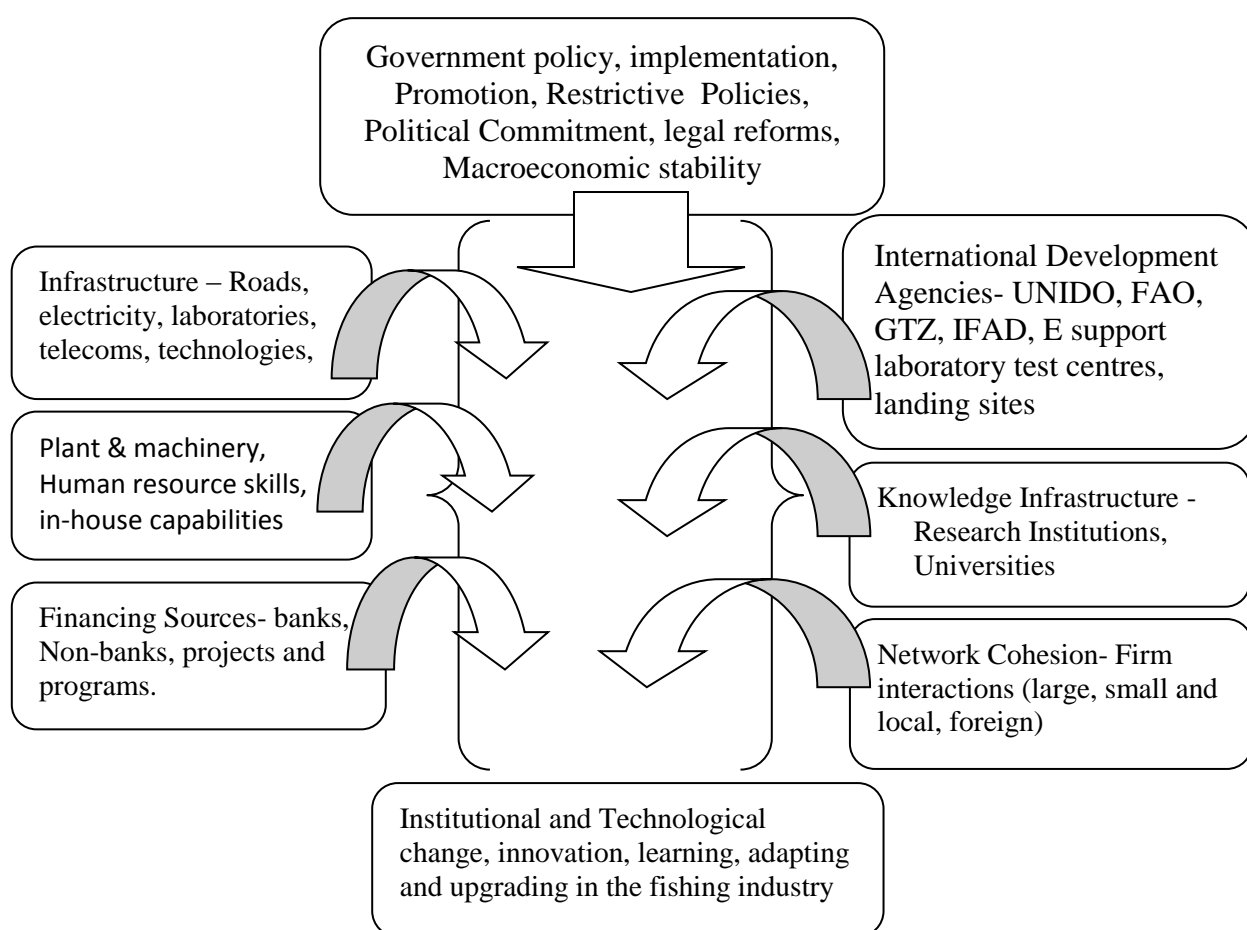 Government policy, implementation,
Promotion, Restrictive Policies,
Political Commitment, legal reforms,
Macroeconomic stability
Infrastructure – Roads,
electricity, laboratories,
telecoms, technologies,
International Development
Agencies- UNIDO, FAO,
GTZ, IFAD, E support
laboratory test centres,
landing sites
Plant & machinery,
Human resource skills,
in-house capabilities
Knowledge Infrastructure -
Research Institutions,
Universities
Financing Sources- banks,
Non-banks, projects and
programs.
Network Cohesion- Firm
interactions (large, small and
local, foreign)
Institutional and Technological
change, innovation, learning, adapting
and upgrading in the fishing industry